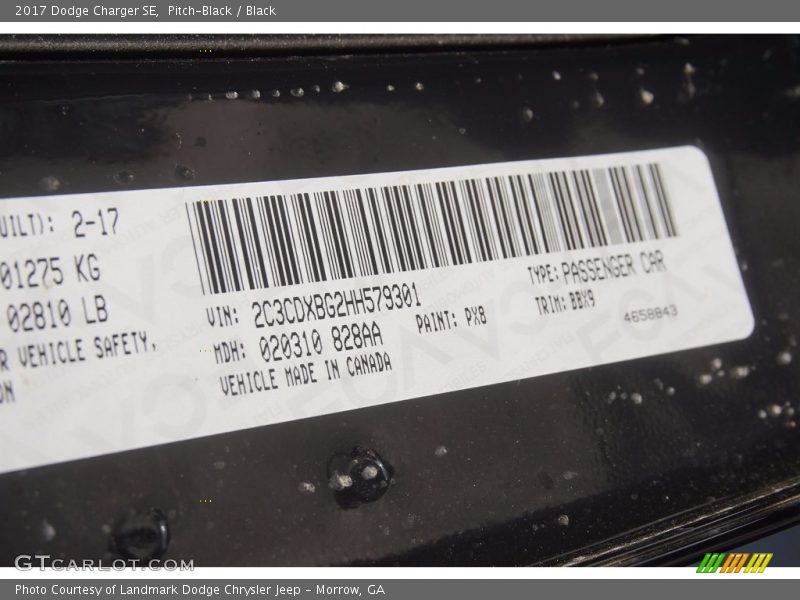 2017 Dodge Charger SE,  Pitch-Black / Black
UILT): 2-17
01275 KG
02810 LB
R VEHICLE SAFETY,
ON
VIN: 2C3CDXBG2HH579301
MDH: 020310 828AA
VEHICLE MADE IN CANADA
PAINT: PX8
TYPE: PASSENGER CAR
TRIM: BBX9
4658843
GTCARLOT.COM
Photo Courtesy of Landmark Dodge Chrysler Jeep - Morrow, GA